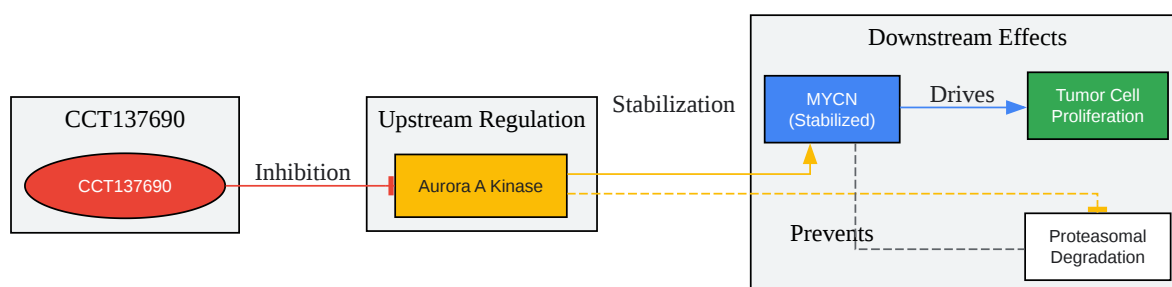 CCT137690
CCT137690
Inhibition
Upstream Regulation
Aurora A Kinase
Stabilization
Downstream Effects
MYCN
(Stabilized)
Drives
Tumor Cell
Proliferation
Prevents
Proteasomal
Degradation